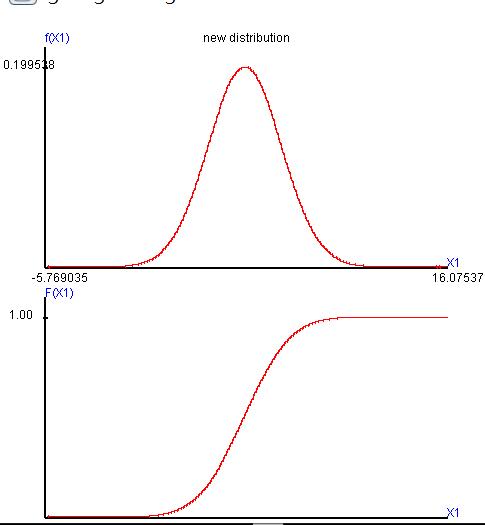 f(X1)
new distribution
0.199538
X1
-5.769035
16.07537
F(X1)
1.00
X1